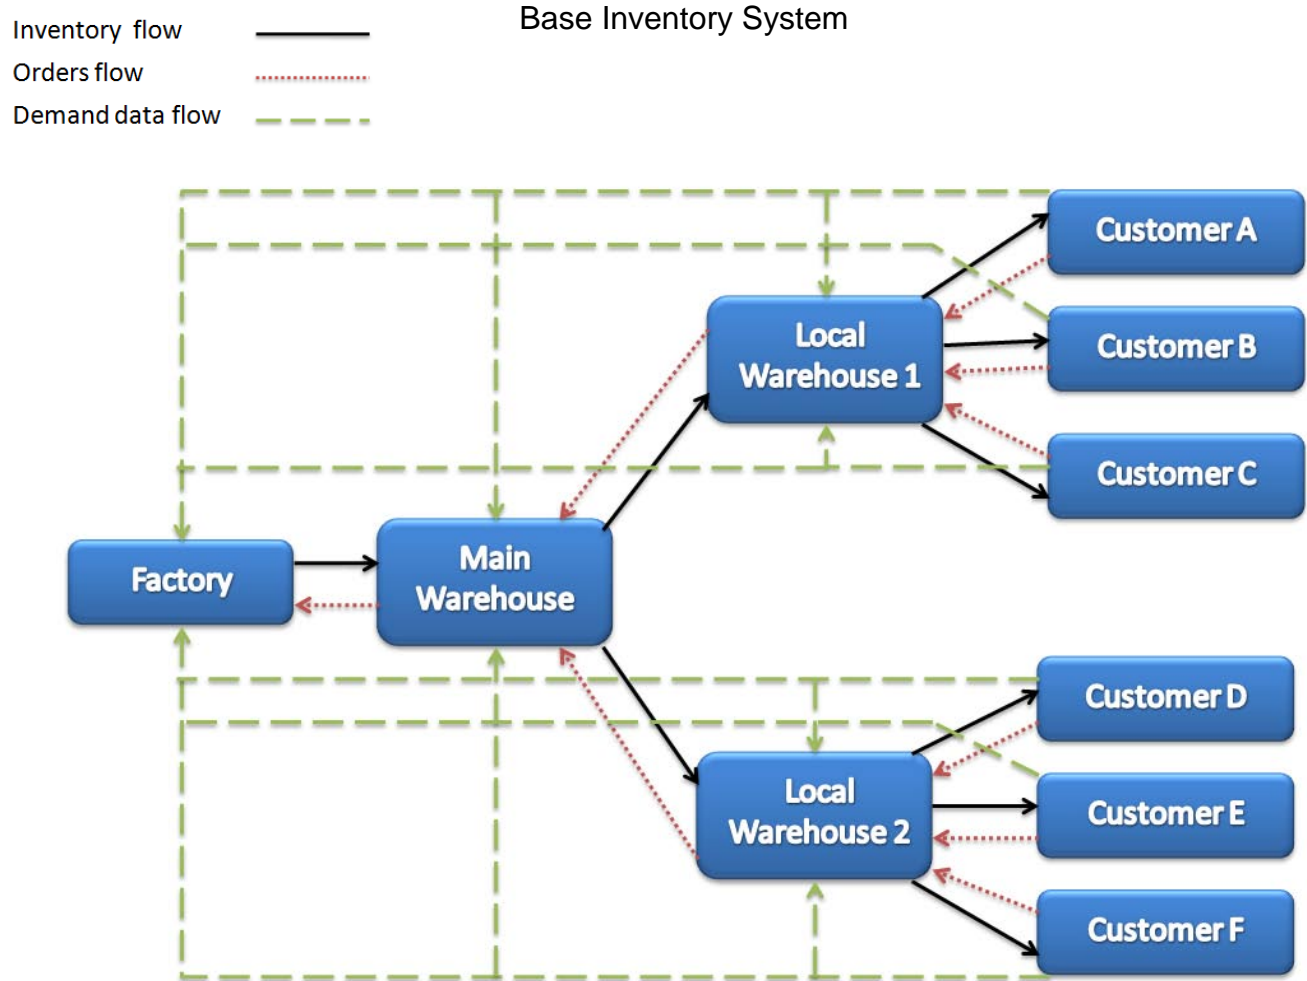 Base Inventory System
Inventory flow
Orders flow
Demand data flow
Customer A
Local
Warehouse 1
Customer B
Customer C
Factory
Main
Warehouse
Customer D
Local
Warehouse 2
Customer E
Customer F